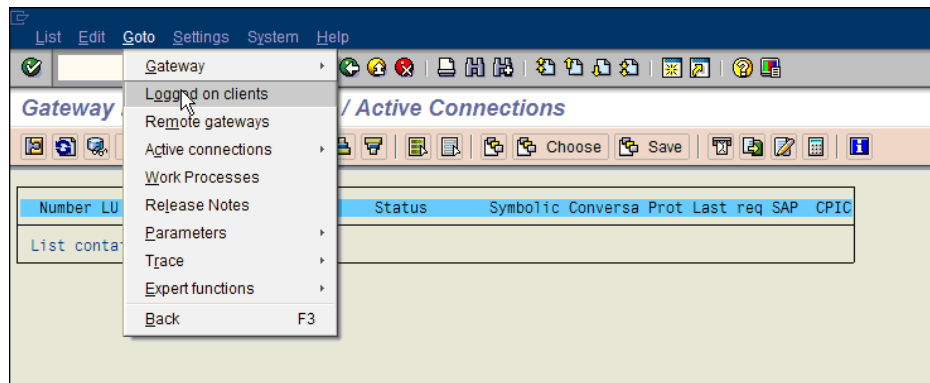 List Edit Goto Settings System Help
Gateway / Active Connections
Gateway
Logged on clients
Remote gateways
Active connections
Work Processes
Release Notes
Parameters
Trace
Expert functions
Back F3
Choose Save
Number LU Status Symbolic Conversa Prot Last req SAP CPIC
List